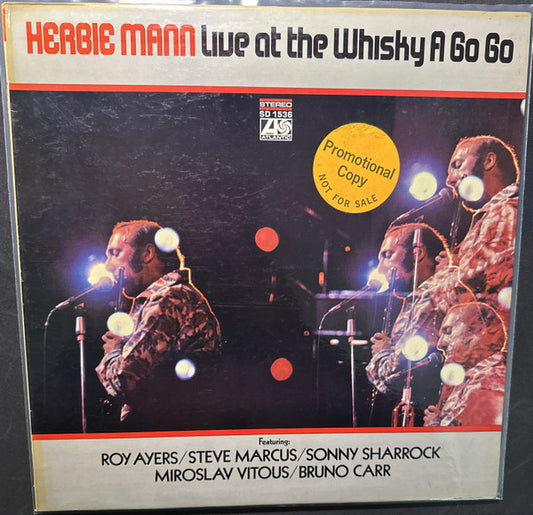 HERBIE MANN Live at the Whisky A Go Go
STEREO
SD 1536
ATLANTIC
Promotional
Copy
NOT FOR SALE
Featuring:
ROY AYERS/STEVE MARCUS/SONNY SHARROCK
MIROSLAV VITOUS/BRUNO CARR